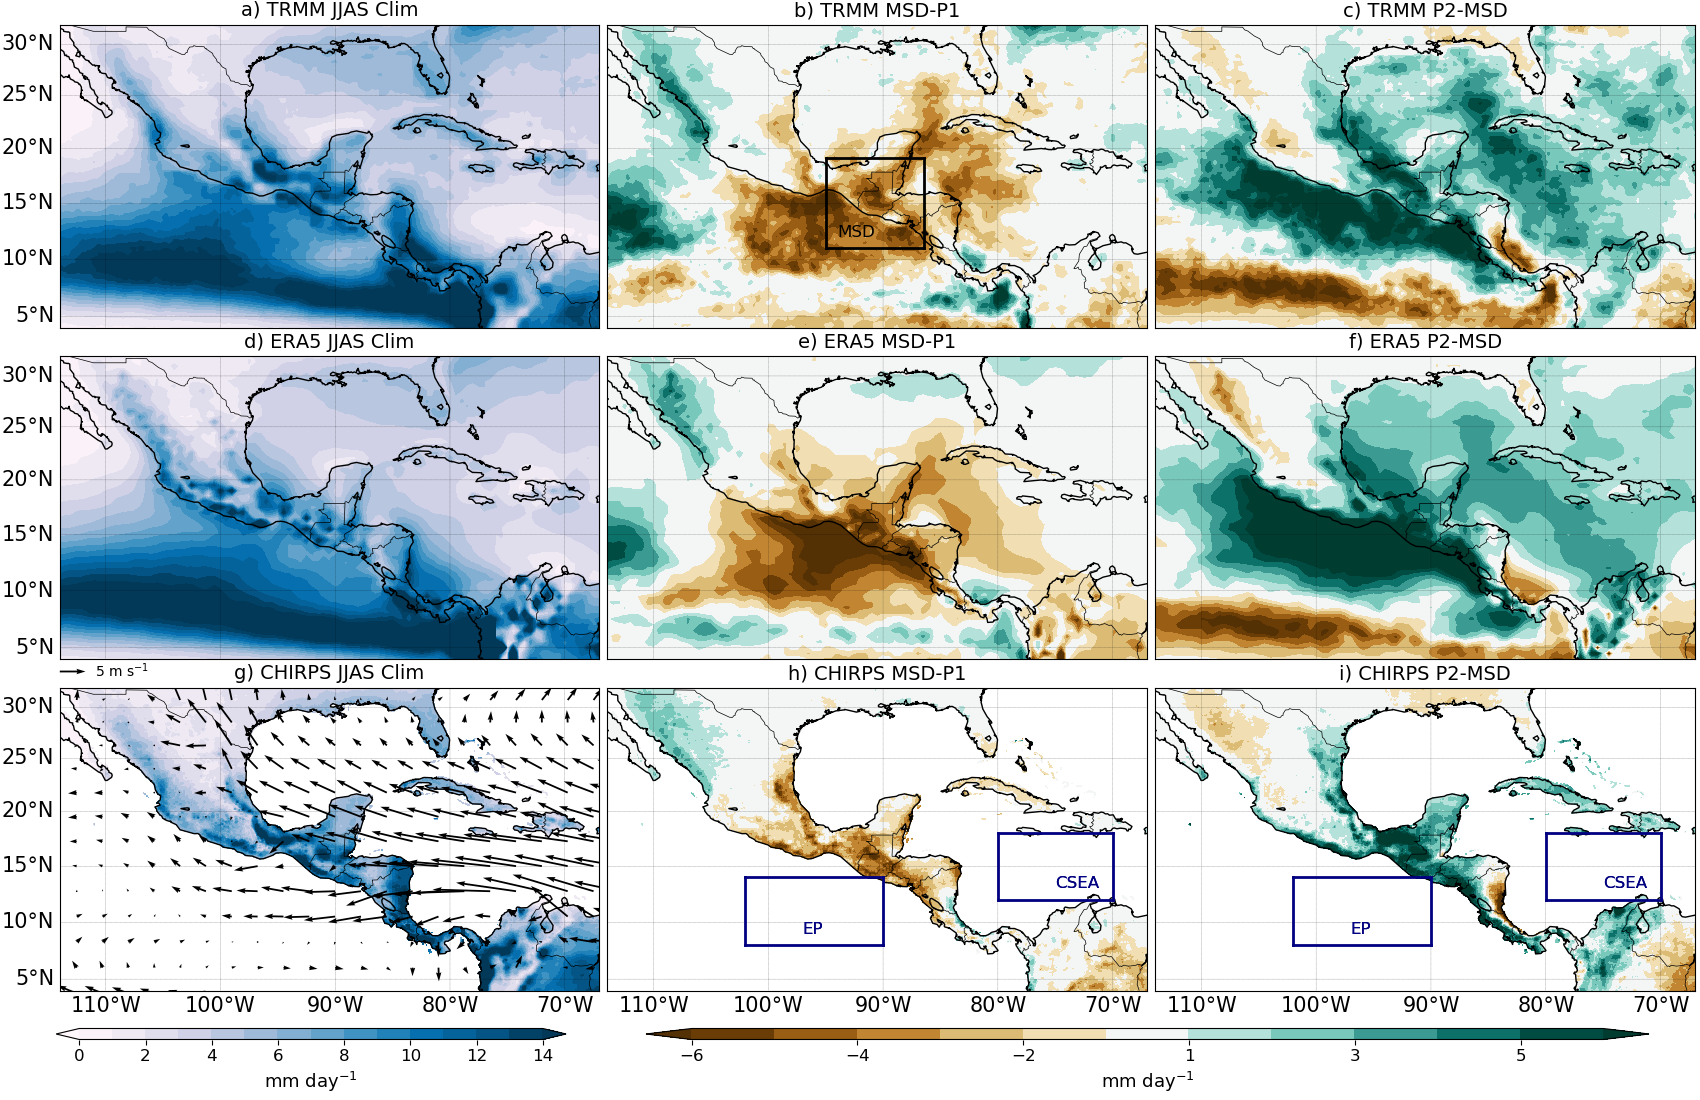 a) TRMM JJAS Clim
b) TRMM MSD-P1
c) TRMM P2-MSD
30°N
25°N
20°N
15°N
10°N
5°N
MSD
d) ERA5 JJAS Clim
e) ERA5 MSD-P1
f) ERA5 P2-MSD
30°N
25°N
20°N
15°N
10°N
5°N
5 m s⁻¹
g) CHIRPS JJAS Clim
h) CHIRPS MSD-P1
i) CHIRPS P2-MSD
30°N
25°N
20°N
15°N
10°N
5°N
CSEA
EP
CSEA
EP
110°W 100°W 90°W 80°W 70°W
110°W 100°W 90°W 80°W 70°W
110°W 100°W 90°W 80°W 70°W
0 2 4 6 8 10 12 14
mm day⁻¹
−6 −4 −2 1 3 5
mm day⁻¹